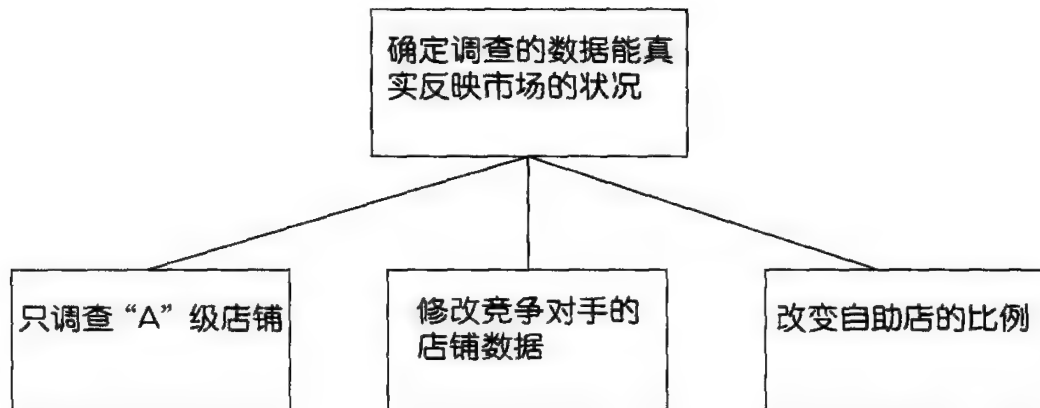 确定调查的数据能真
实反映市场的状况
只调查“A”级店铺
修改竞争对手的
店铺数据
改变自助店的比例